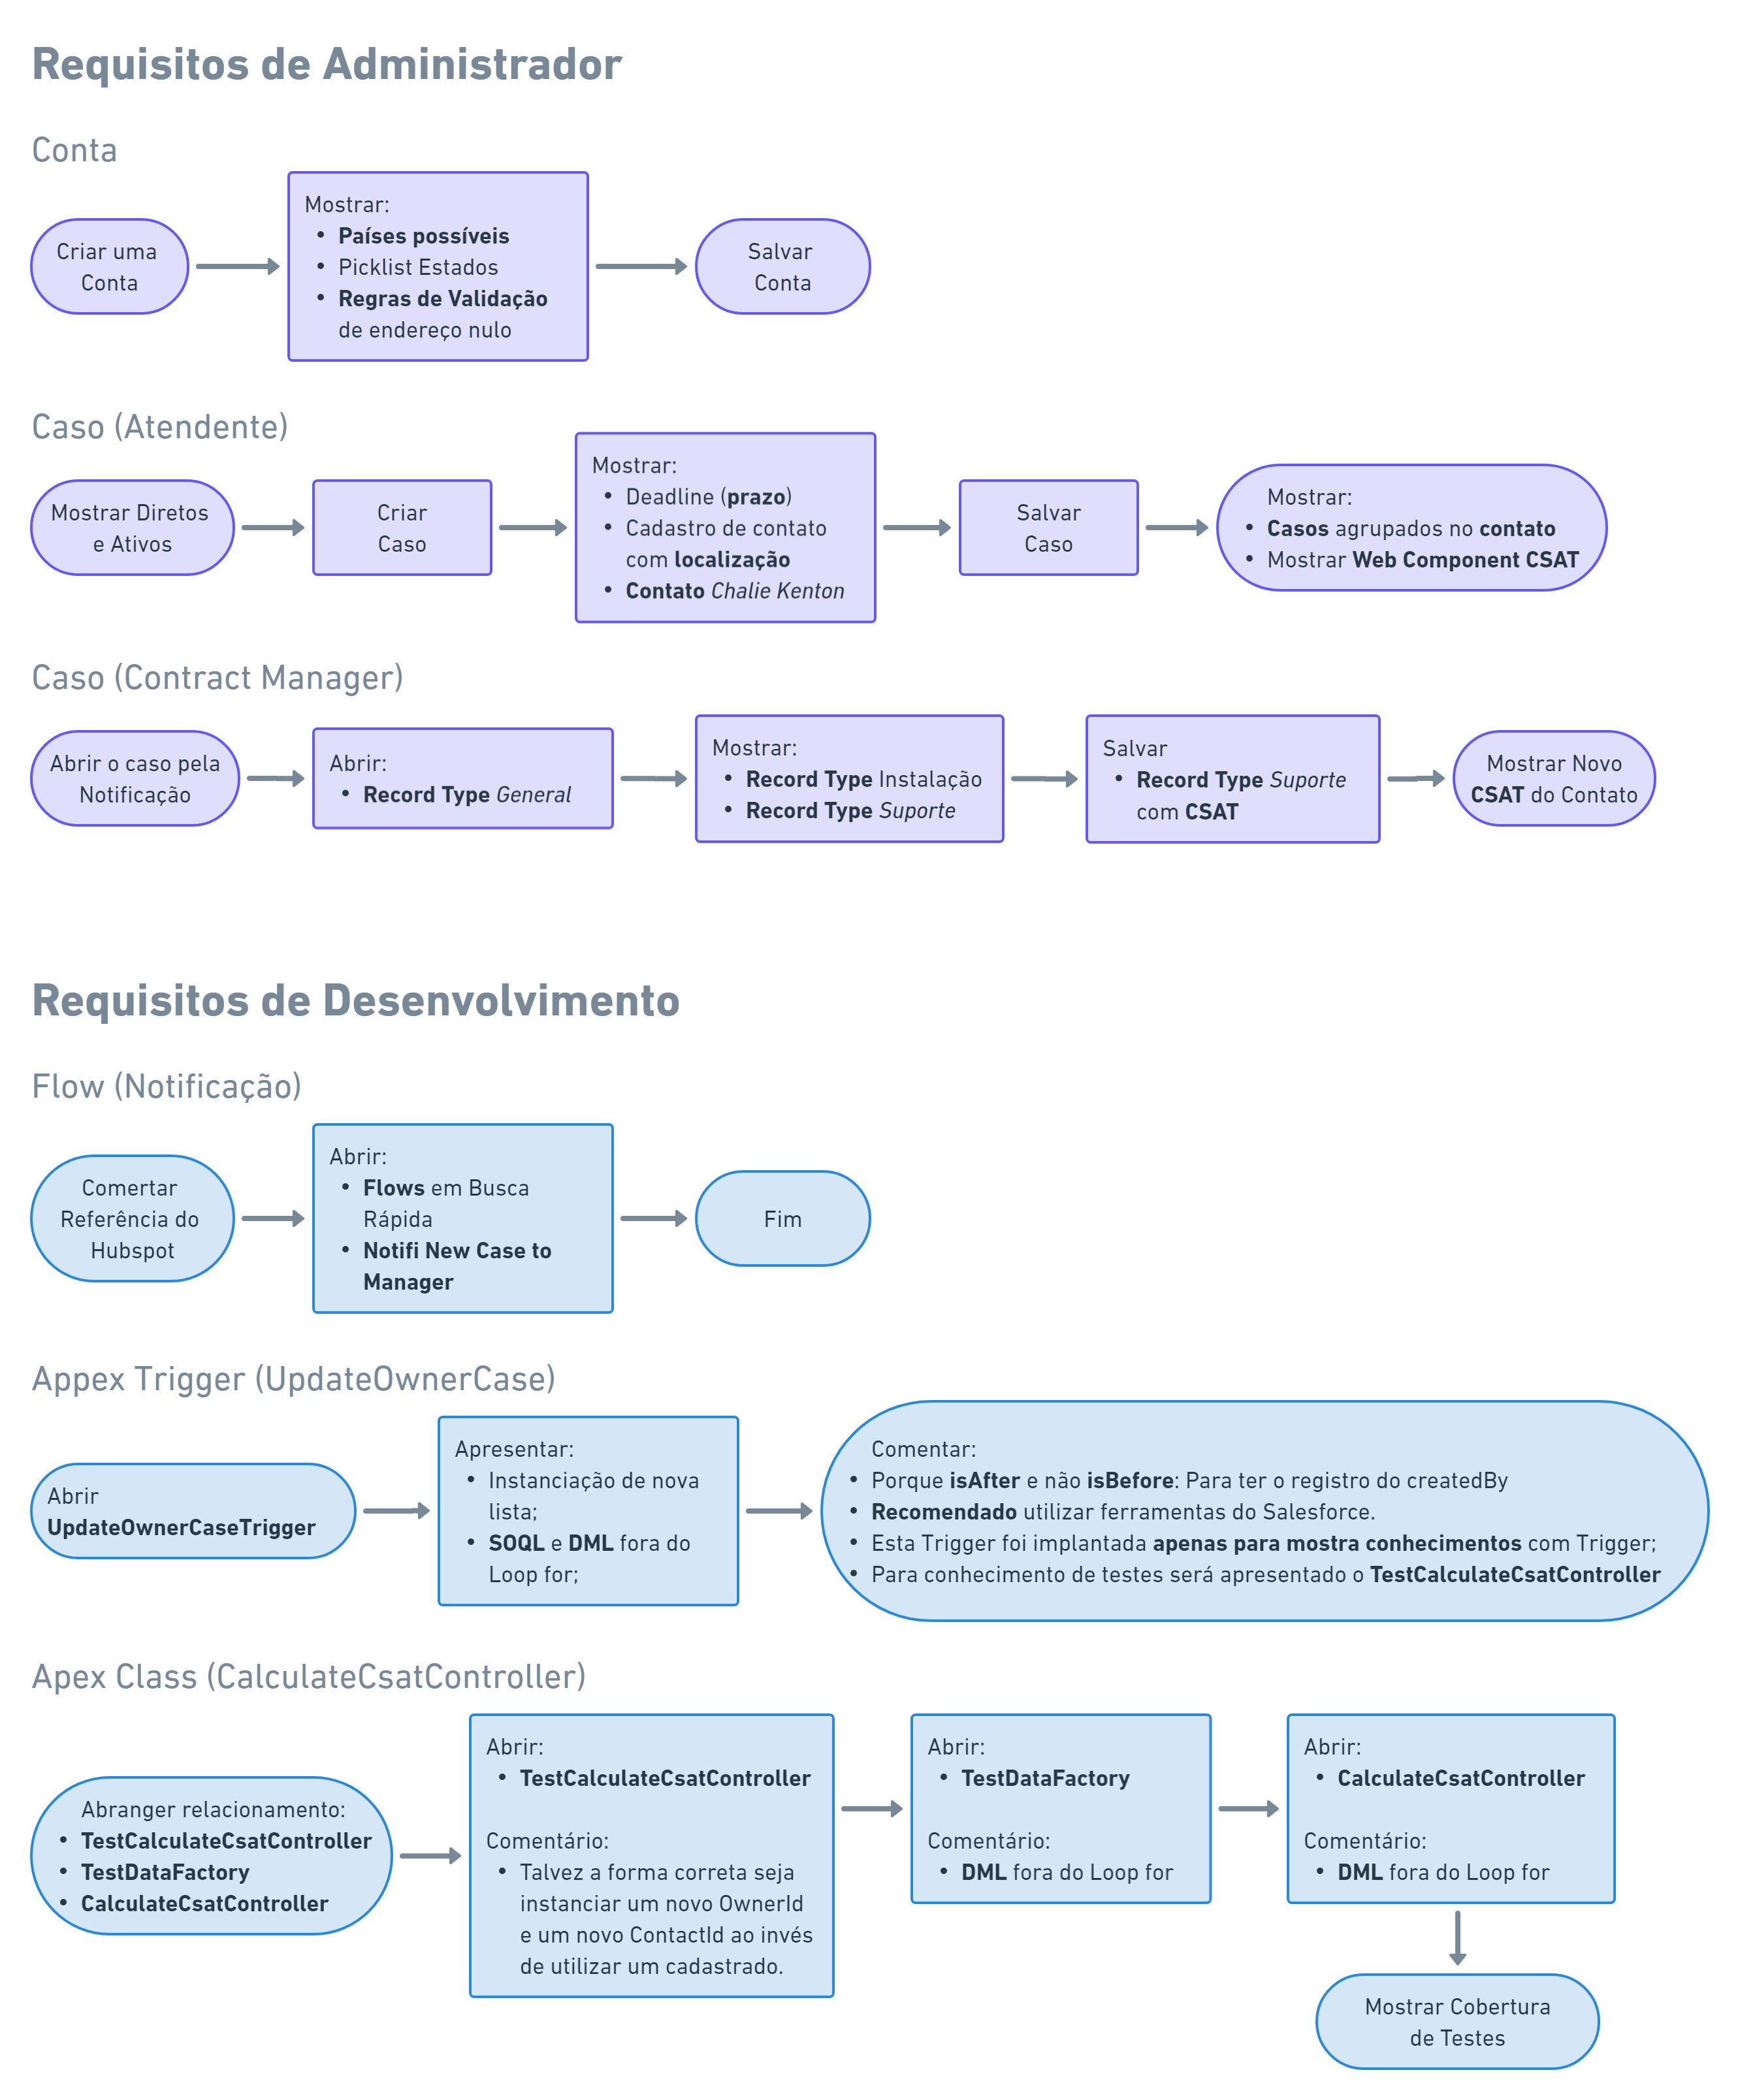 Requisitos de Administrador
Conta
Criar uma
Conta
Mostrar:
• Países possíveis
• Picklist Estados
• Regras de Validação
de endereço nulo
Salvar
Conta
Caso (Atendente)
Mostrar Diretos
e Ativos
Criar
Caso
Mostrar:
• Deadline (prazo)
• Cadastro de contato
com localização
• Contato Chalie Kenton
Salvar
Caso
Mostrar:
• Casos agrupados no contato
• Mostrar Web Component CSAT
Caso (Contract Manager)
Abrir o caso pela
Notificação
Abrir:
• Record Type General
Mostrar:
• Record Type Instalação
• Record Type Suporte
Salvar
• Record Type Suporte
com CSAT
Mostrar Novo
CSAT do Contato
Requisitos de Desenvolvimento
Flow (Notificação)
Comertar
Referência do
Hubspot
Abrir:
• Flows em Busca
Rápida
• Notifi New Case to
Manager
Fim
Appex Trigger (UpdateOwnerCase)
Abrir
UpdateOwnerCaseTrigger
Apresentar:
• Instanciação de nova
lista;
• SOQL e DML fora do
Loop for;
Comentar:
• Porque isAfter e não isBefore: Para ter o registro do createdBy
• Recomendado utilizar ferramentas do Salesforce.
• Esta Trigger foi implantada apenas para mostra conhecimentos com Trigger;
• Para conhecimento de testes será apresentado o TestCalculateCsatController
Apex Class (CalculateCsatController)
Abranger relacionamento:
• TestCalculateCsatController
• TestDataFactory
• CalculateCsatController
Abrir:
• TestCalculateCsatController
Comentário:
• Talvez a forma correta seja
instanciar um novo OwnerId
e um novo ContactId ao invés
de utilizar um cadastrado.
Abrir:
• TestDataFactory
Comentário:
• DML fora do Loop for
Abrir:
• CalculateCsatController
Comentário:
• DML fora do Loop for
Mostrar Cobertura
de Testes